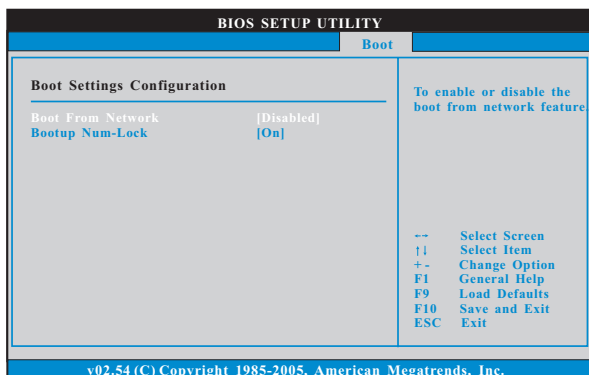 BIOS SETUP UTILITY
Boot
Boot Settings Configuration
Boot From Network [Disabled]
Bootup Num-Lock [On]
To enable or disable the
boot from network feature.
←→ Select Screen
↑↓ Select Item
+ - Change Option
F1 General Help
F9 Load Defaults
F10 Save and Exit
ESC Exit
v02.54 (C) Copyright 1985-2005, American Megatrends, Inc.